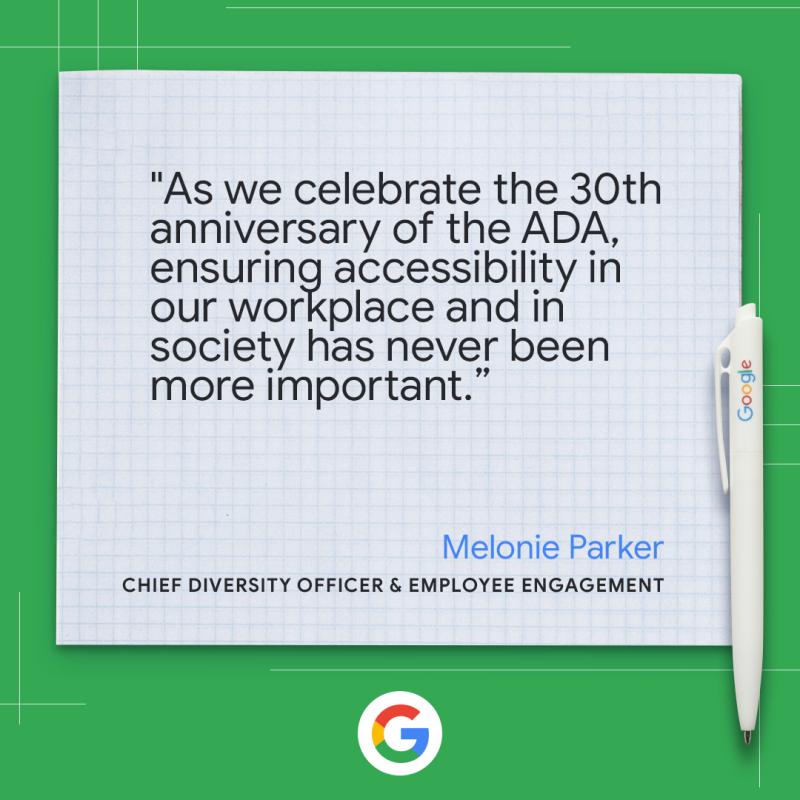 "As we celebrate the 30th
anniversary of the ADA,
ensuring accessibility in
our workplace and in
society has never been
more important.”
Melonie Parker
CHIEF DIVERSITY OFFICER & EMPLOYEE ENGAGEMENT
Google
G